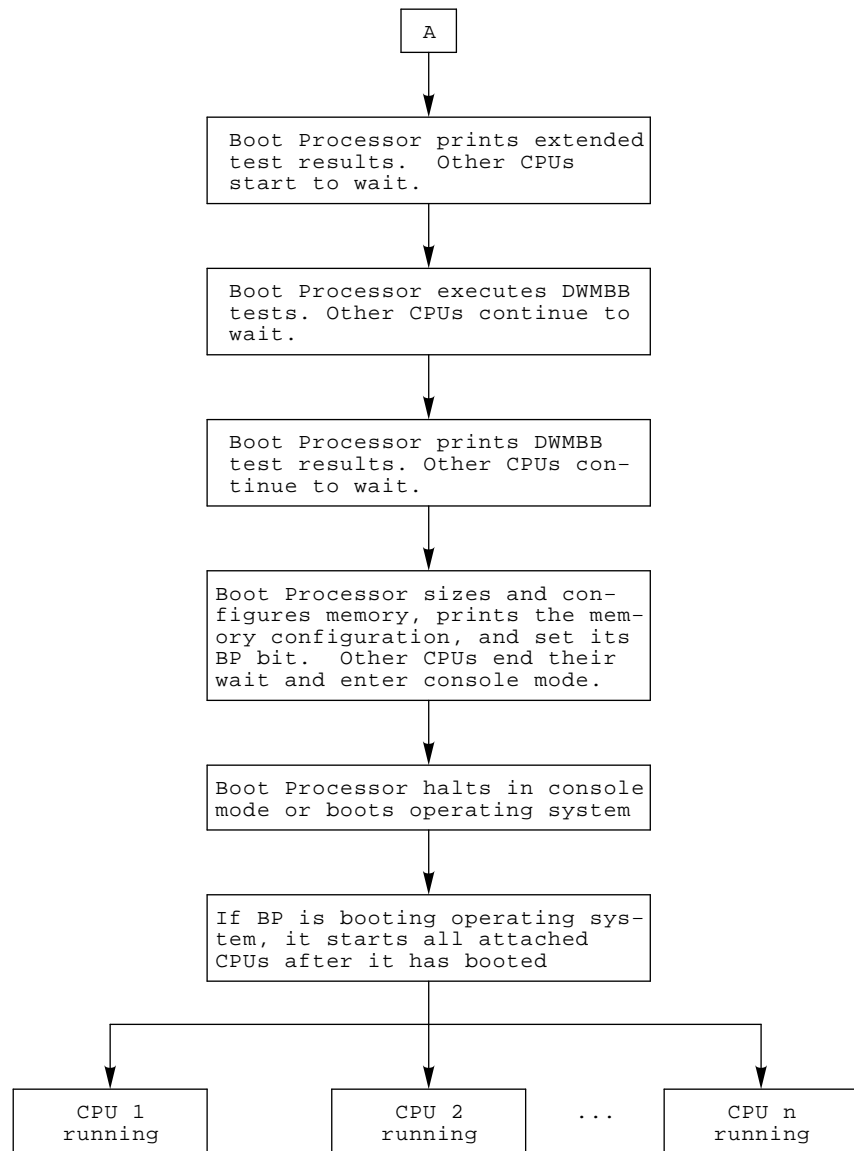 A
Boot Processor prints extended
test results.  Other CPUs
start to wait.
Boot Processor executes DWMBB
tests. Other CPUs continue to
wait.
Boot Processor prints DWMBB
test results. Other CPUs con-
tinue to wait.
Boot Processor sizes and con-
figures memory, prints the mem-
ory configuration, and set its
BP bit.  Other CPUs end their
wait and enter console mode.
Boot Processor halts in console
mode or boots operating system
If BP is booting operating sys-
tem, it starts all attached
CPUs after it has booted
CPU 1
running
CPU 2
running
...
CPU n
running